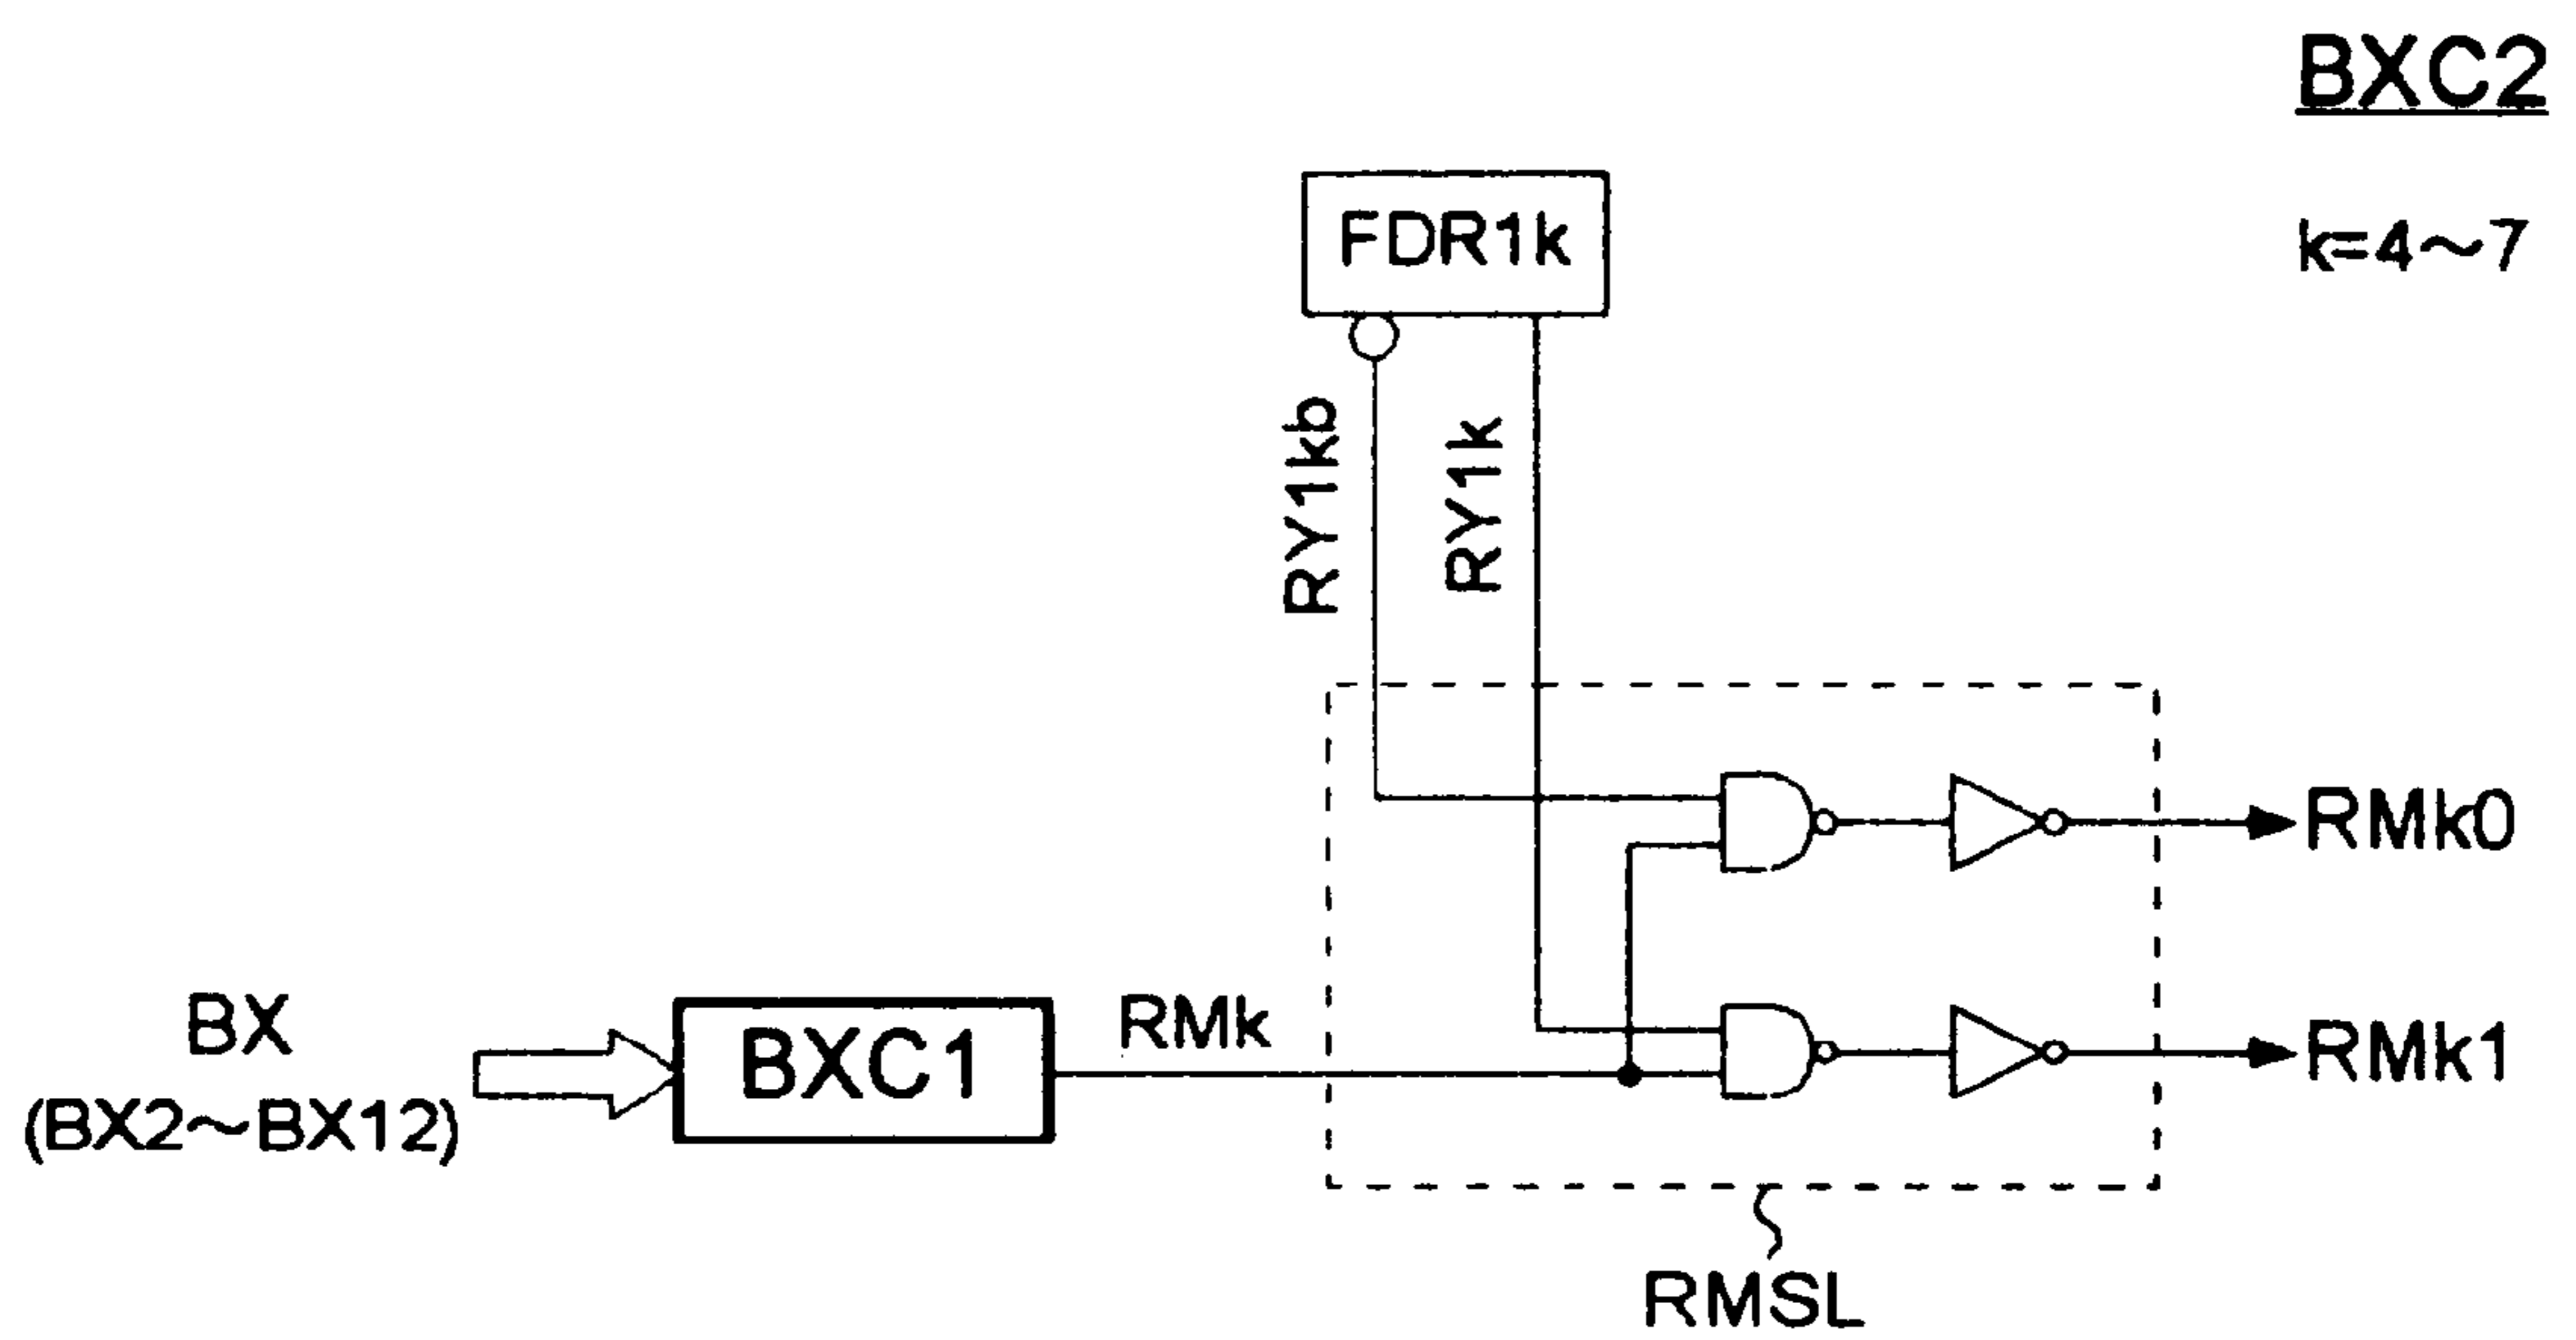 BXC2
k=4～7
FDR1k
RY1kb
RY1k
RMk0
BX
(BX2～BX12)
BXC1
RMk
RMk1
RMSL